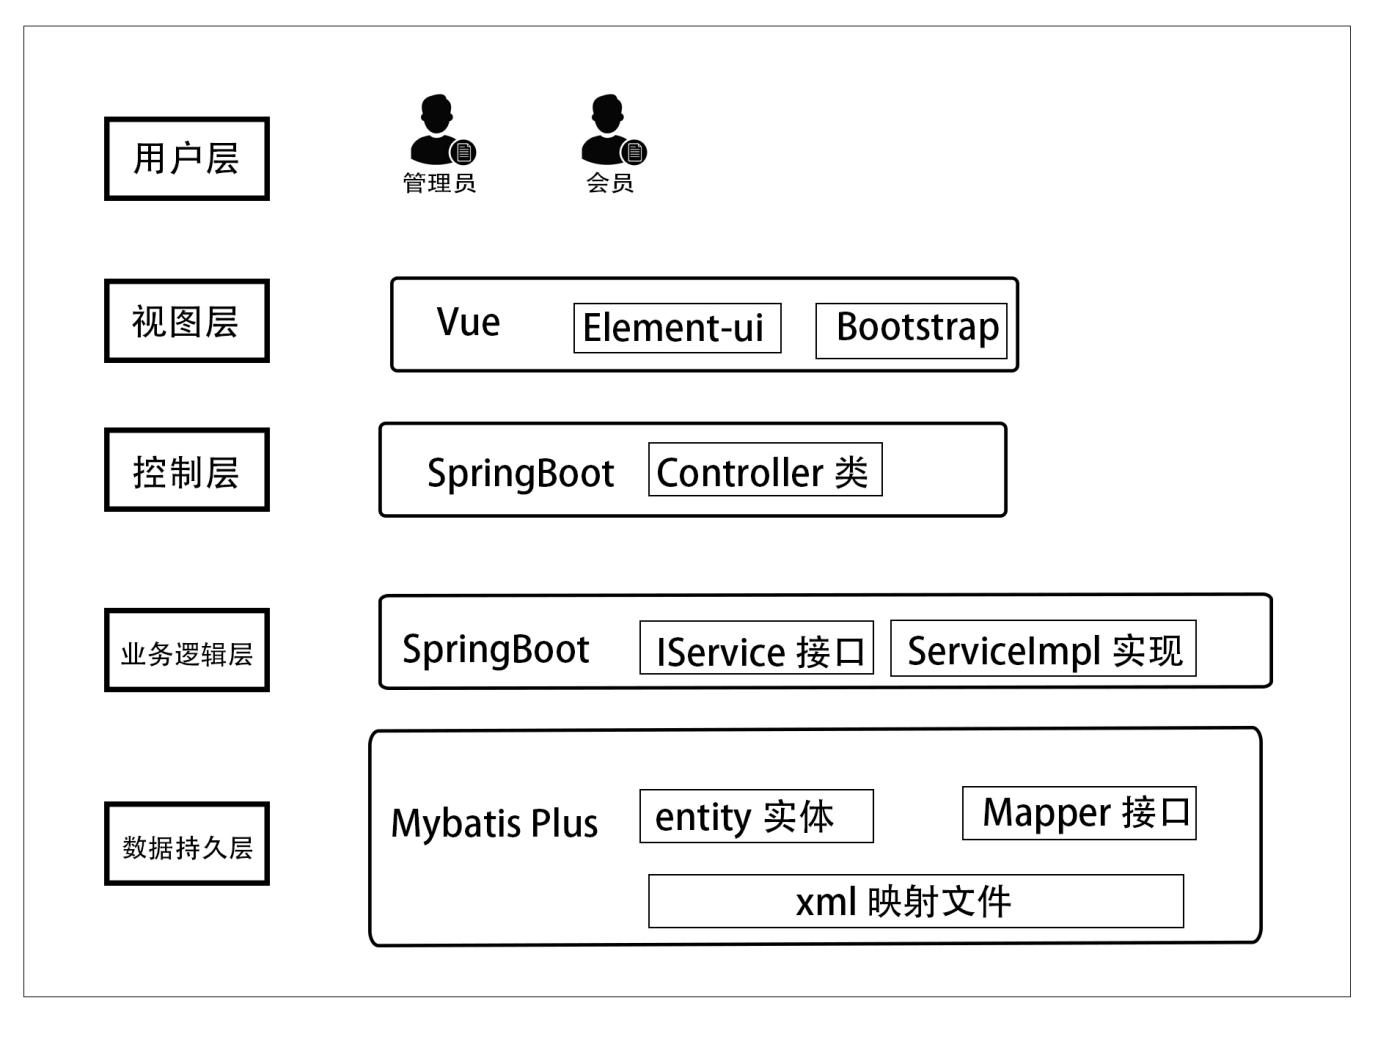 用户层
管理员
会员
视图层
Vue
Element-ui
Bootstrap
控制层
SpringBoot
Controller 类
业务逻辑层
SpringBoot
IService 接口
ServiceImpl 实现
数据持久层
Mybatis Plus
entity 实体
Mapper 接口
xml 映射文件